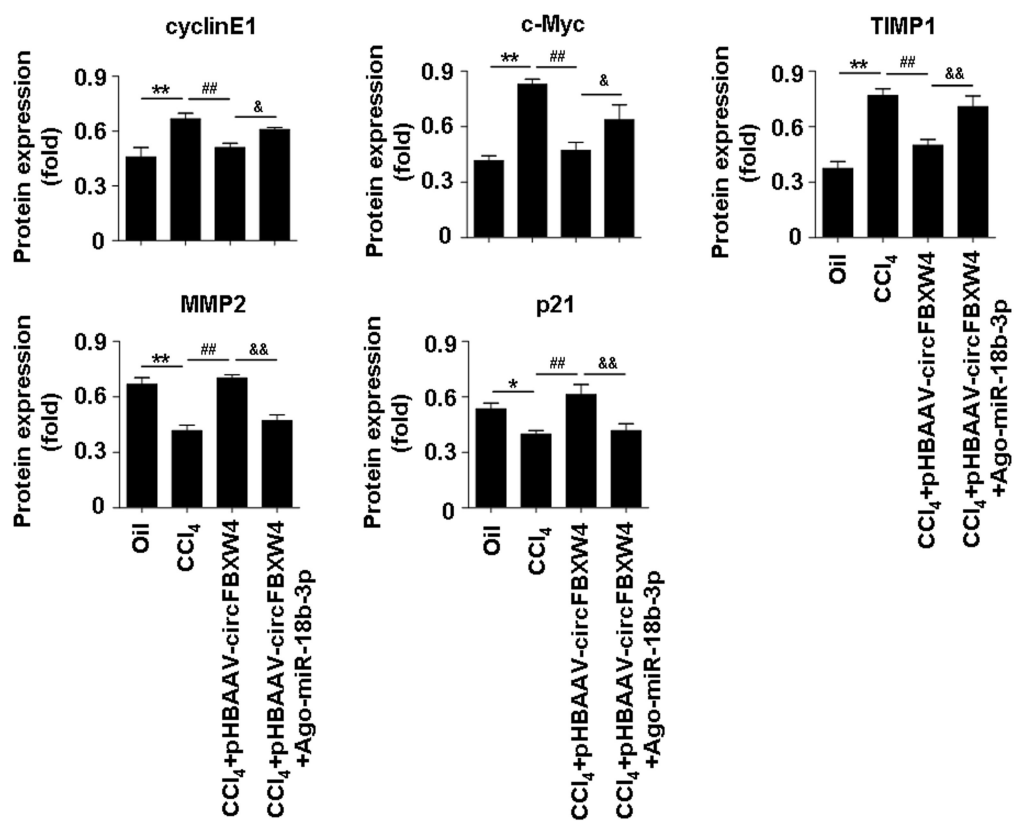 cyclinE1
Protein expression
(fold)
0.9
0.6
0.3
0
**
##
&
c-Myc
Protein expression
(fold)
0.9
0.6
0.3
0
**
##
&
TIMP1
Protein expression
(fold)
0.9
0.6
0.3
0
**
##
&&
Oil
CCl4
CCl4+pHBAAV-circFBXW4
CCl4+pHBAAV-circFBXW4
+Ago-miR-18b-3p
MMP2
Protein expression
(fold)
0.9
0.6
0.3
0
**
##
&&
Oil
CCl4
CCl4+pHBAAV-circFBXW4
CCl4+pHBAAV-circFBXW4
+Ago-miR-18b-3p
p21
Protein expression
(fold)
0.9
0.6
0.3
0
*
##
&&
Oil
CCl4
CCl4+pHBAAV-circFBXW4
CCl4+pHBAAV-circFBXW4
+Ago-miR-18b-3p